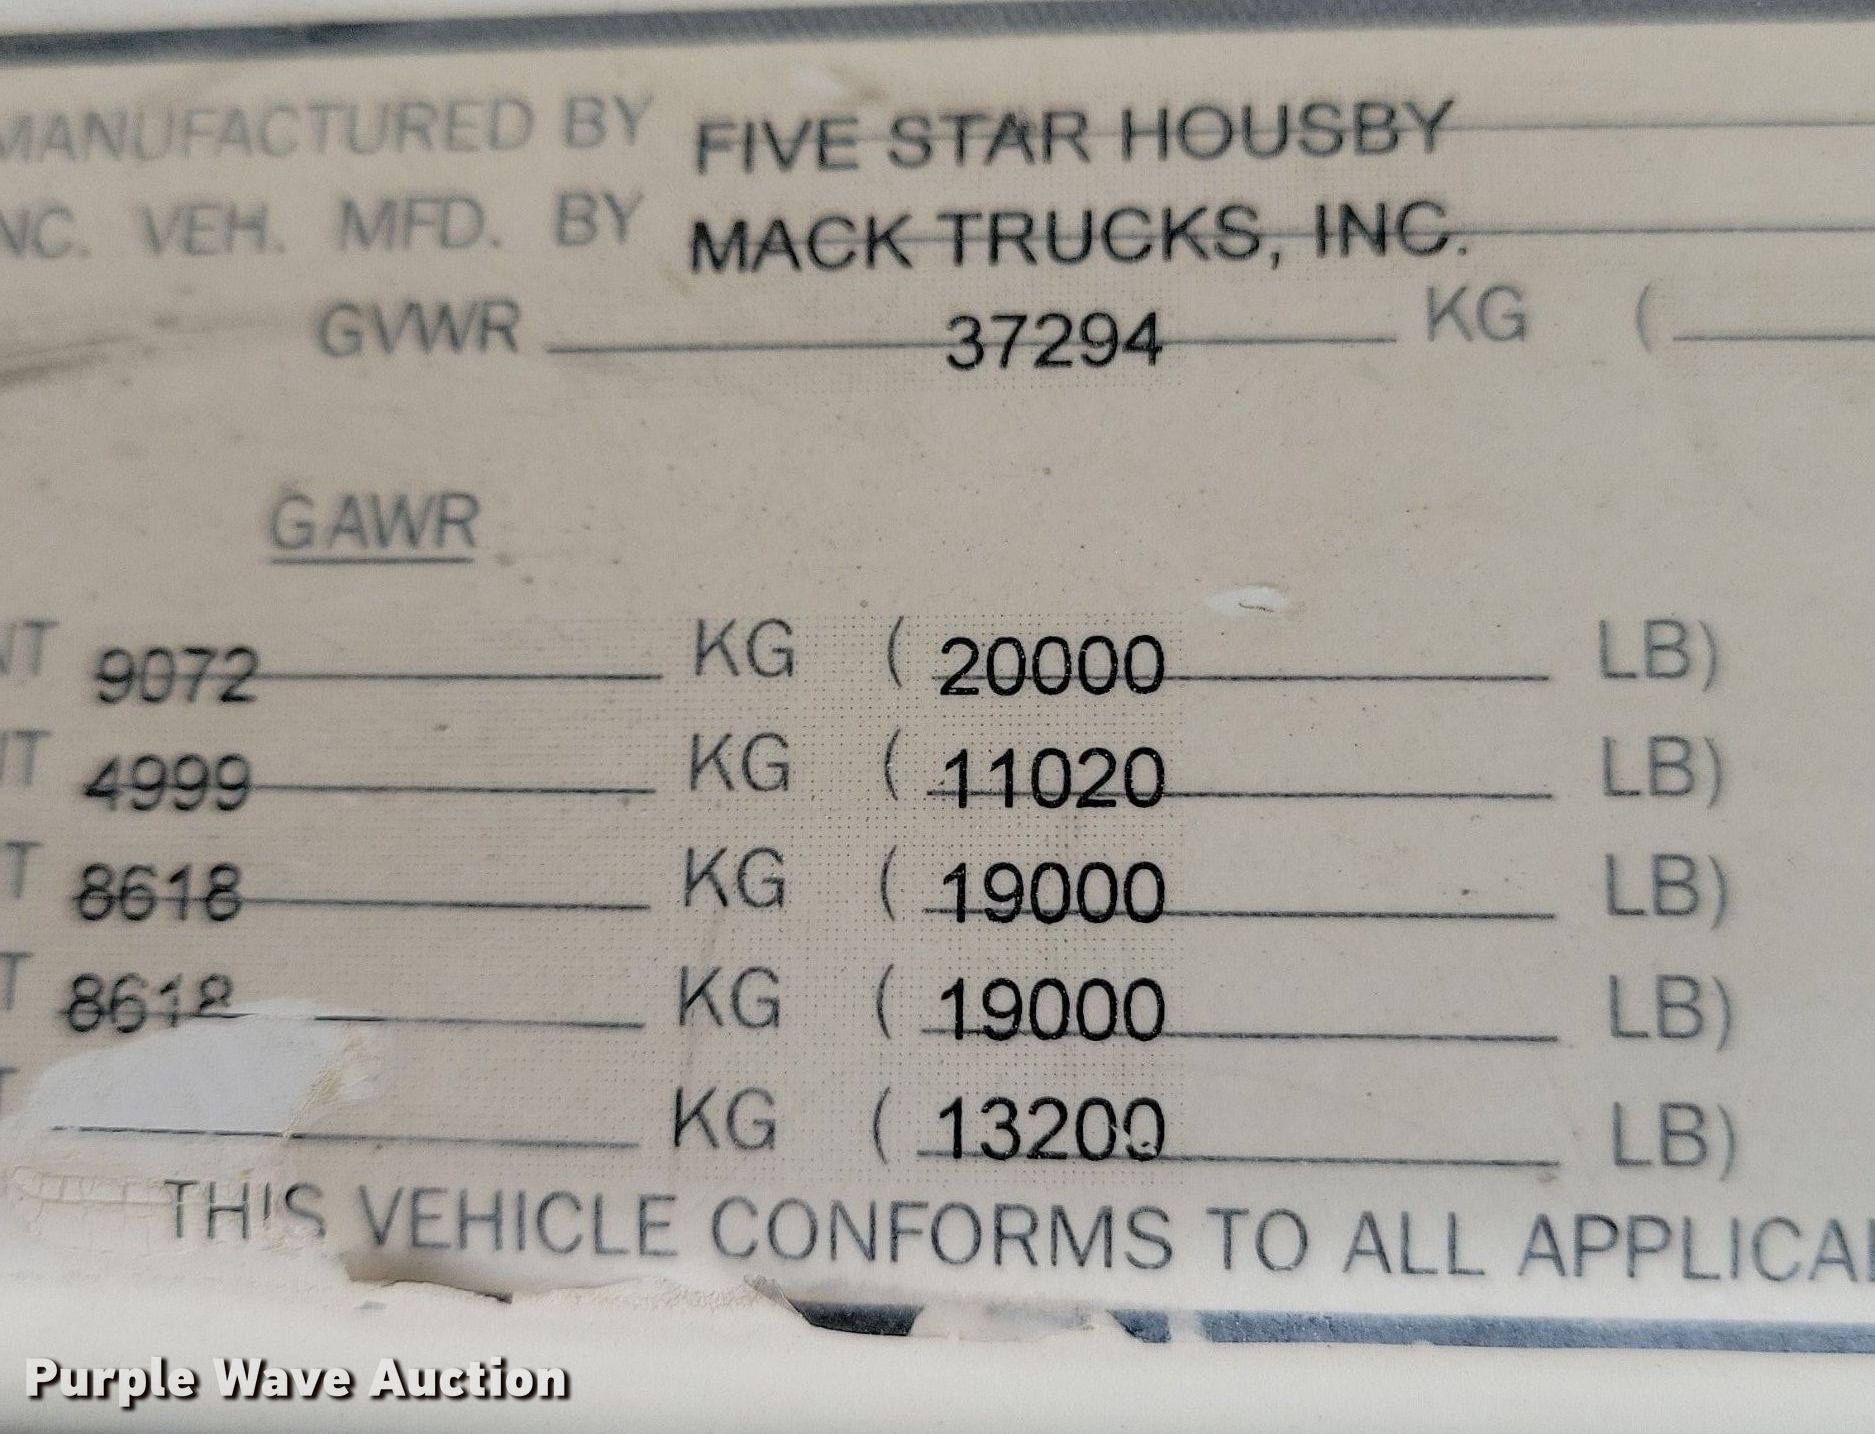 MANUFACTURED BY FIVE STAR HOUSBY
NC. VEH. MFD. BY MACK TRUCKS, INC.
GVWR 37294 KG (
GAWR
NT 9072 KG ( 20000 LB)
NT 4999 KG ( 11020 LB)
T 8618 KG ( 19000 LB)
T 8618 KG ( 19000 LB)
T KG ( 13200 LB)
THIS VEHICLE CONFORMS TO ALL APPLICAB
Purple Wave Auction